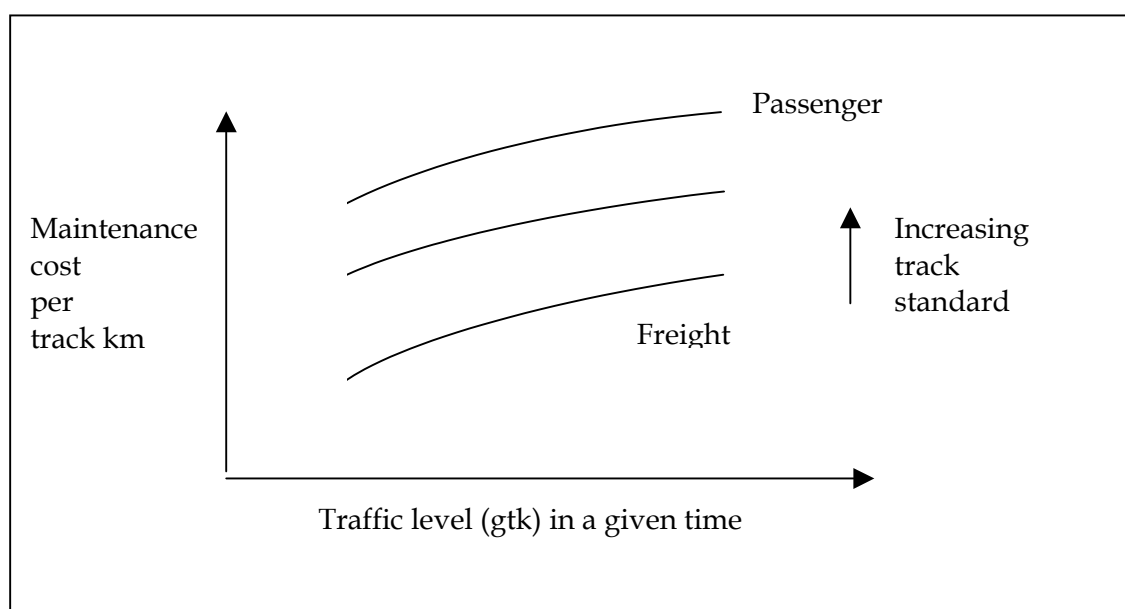 Passenger
Maintenance
cost
per
track km
Increasing
track
standard
Freight
Traffic level (gtk) in a given time